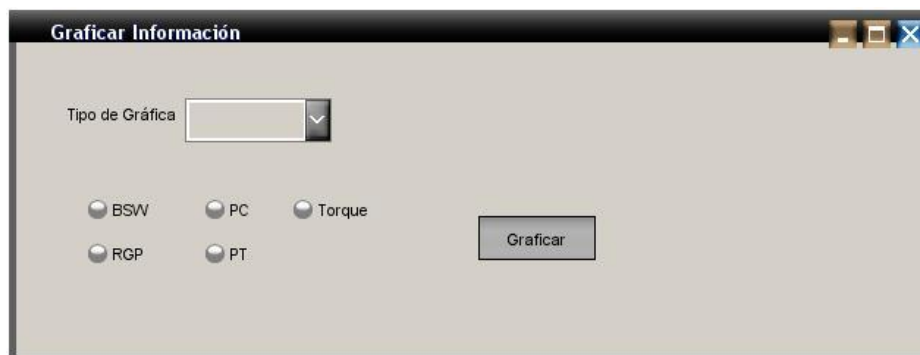 Graficar Información
Tipo de Gráfica
BSW PC Torque
RGP PT
Graficar